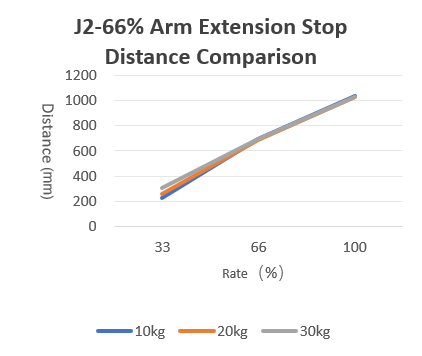 J2-66% Arm Extension Stop
Distance Comparison
1200
1000
800
600
400
200
0
Distance (mm)
33 66 100
Rate （%）
10kg 20kg 30kg